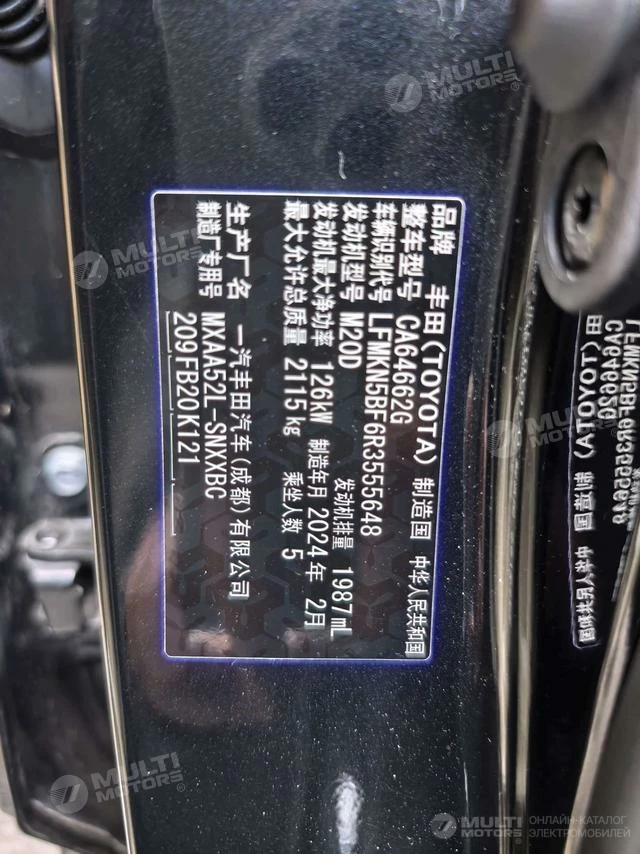 品牌 丰田(TOYOTA) 制造国 中华人民共和国
整车型号 CA64662G
车辆识别代号 LFMKN5BF6R3555648
发动机型号 M20D 发动机排量 1987mL
发动机最大净功率 126kW 制造年月 2024年 2月
最大允许总质量 2115kg 乘坐人数 5
生产厂名 一汽丰田汽车(成都)有限公司
制造厂专用号 MXAA52L-SNXXBC
209FB20K121
MULTI MOTORS®
MULTI MOTORS®
MULTI MOTORS®
MULTI MOTORS®
ОНЛАЙН-КАТАЛОГ
ЭЛЕКТРОМОБИЛЕЙ